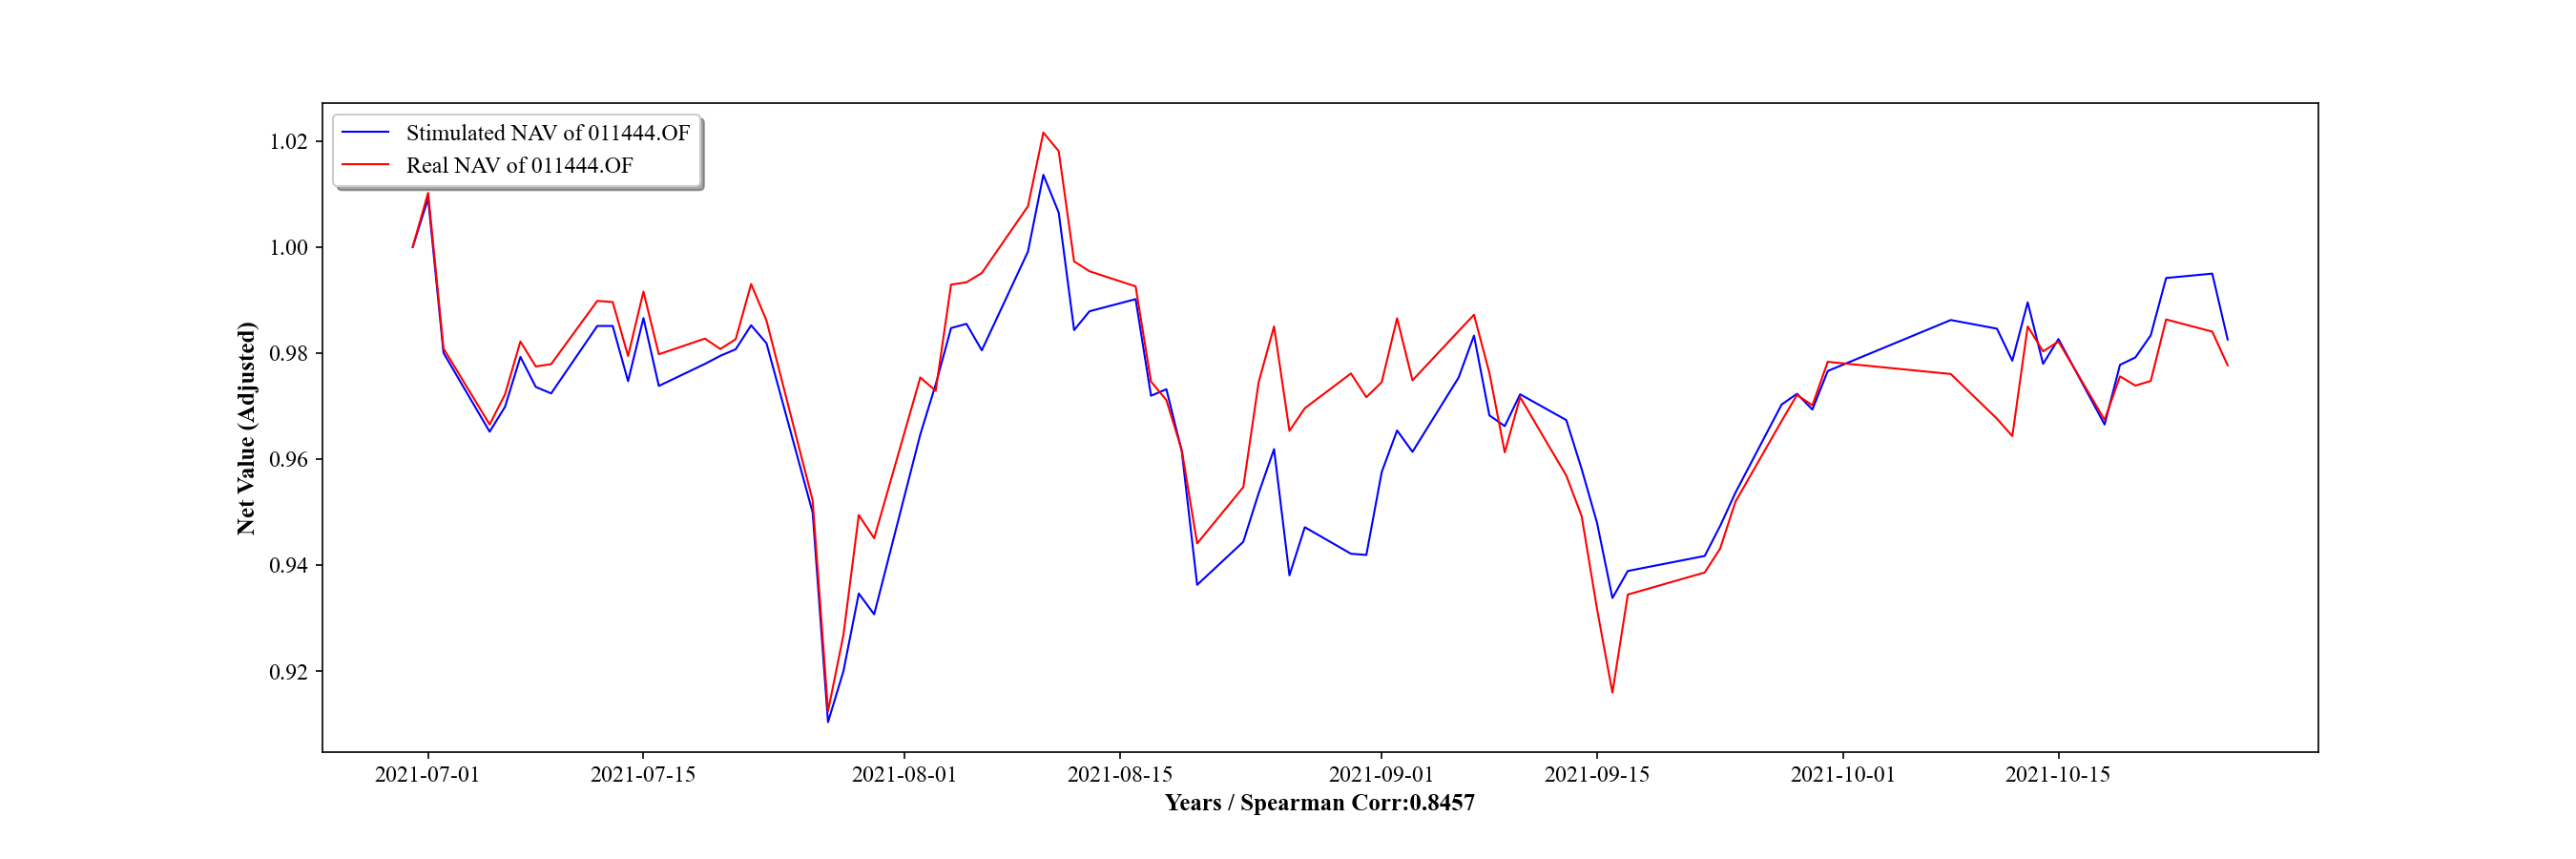 Stimulated NAV of 011444.OF
Real NAV of 011444.OF
1.02
1.00
0.98
0.96
0.94
0.92
Net Value (Adjusted)
2021-07-01 2021-07-15 2021-08-01 2021-08-15 2021-09-01 2021-09-15 2021-10-01 2021-10-15
Years / Spearman Corr:0.8457